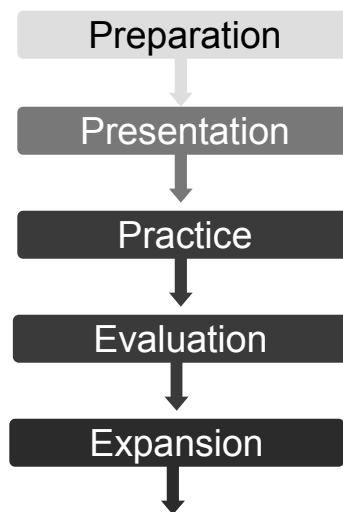 Preparation
Presentation
Practice
Evaluation
Expansion